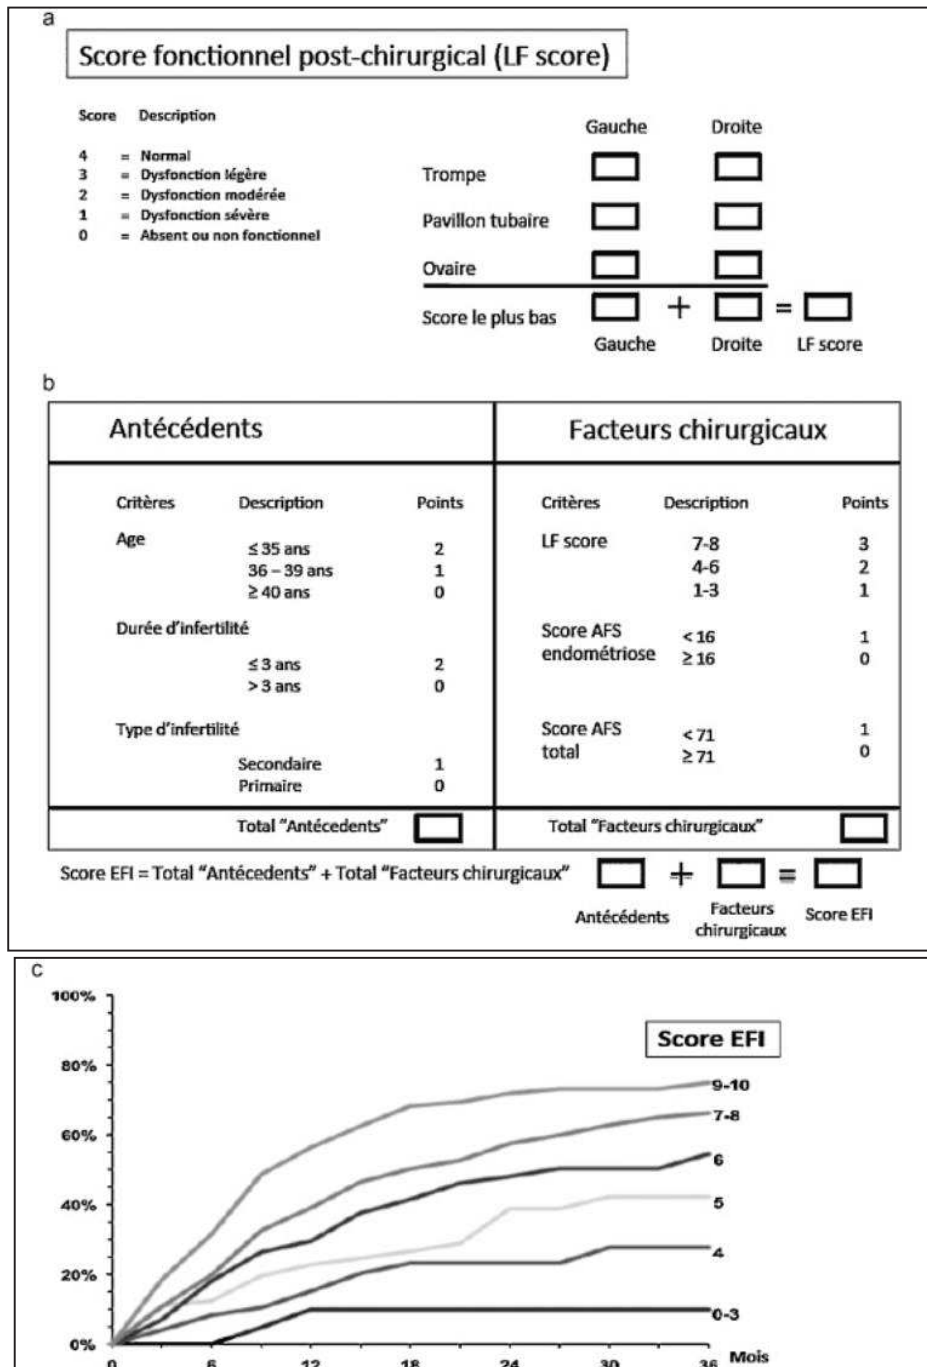 a
Score fonctionnel post-chirurgical (LF score)
Score Description
4 = Normal
3 = Dysfonction légère
2 = Dysfonction modérée
1 = Dysfonction sévère
0 = Absent ou non fonctionnel
Gauche Droite
Trompe
Pavillon tubaire
Ovaire
Score le plus bas + =
Gauche Droite LF score
b
Antécédents
Critères Description Points
Age
≤ 35 ans 2
36 – 39 ans 1
≥ 40 ans 0
Durée d'infertilité
≤ 3 ans 2
> 3 ans 0
Type d'infertilité
Secondaire 1
Primaire 0
Total "Antécedents"
Facteurs chirurgicaux
Critères Description Points
LF score 7-8 3
4-6 2
1-3 1
Score AFS < 16 1
endométriose ≥ 16 0
Score AFS < 71 1
total ≥ 71 0
Total "Facteurs chirurgicaux"
Score EFI = Total "Antécedents" + Total "Facteurs chirurgicaux" + =
Antécédents Facteurs Score EFI
chirurgicaux
c
100%
80%
60%
40%
20%
0%
Score EFI
9-10
7-8
6
5
4
0-3
0 6 12 18 24 30 36 Mois